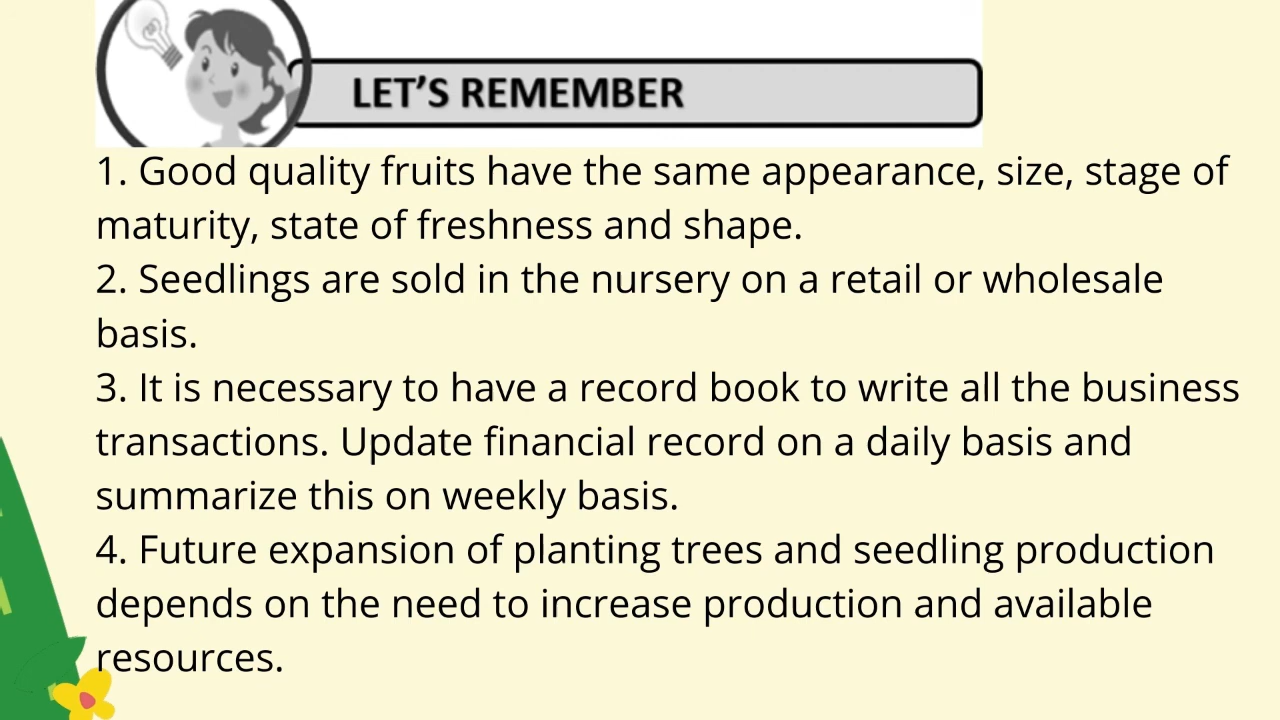 LET'S REMEMBER
1. Good quality fruits have the same appearance, size, stage of
maturity, state of freshness and shape.
2. Seedlings are sold in the nursery on a retail or wholesale
basis.
3. It is necessary to have a record book to write all the business
transactions. Update financial record on a daily basis and
summarize this on weekly basis.
4. Future expansion of planting trees and seedling production
depends on the need to increase production and available
resources.